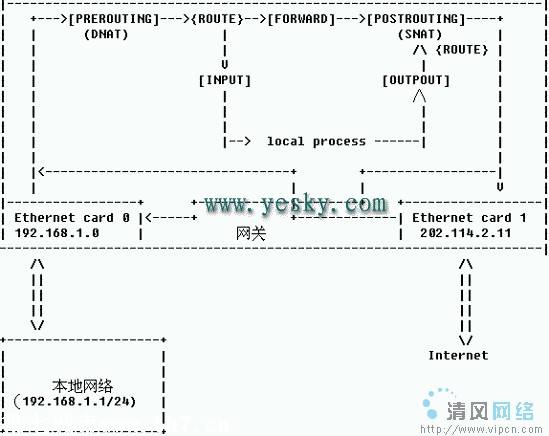 +--->[PREROUTING]--->{ROUTE}--->[FORWARD]--->[POSTROUTING]----+
(DNAT) (SNAT)
{ROUTE}
[INPUT] [OUTPOUT]
local process
www.yesky.com
Ethernet card 0 Ethernet card 1
192.168.1.0 网关 202.114.2.11
Internet
本地网络
(192.168.1.1/24)
清风网络
www.vipcn.com